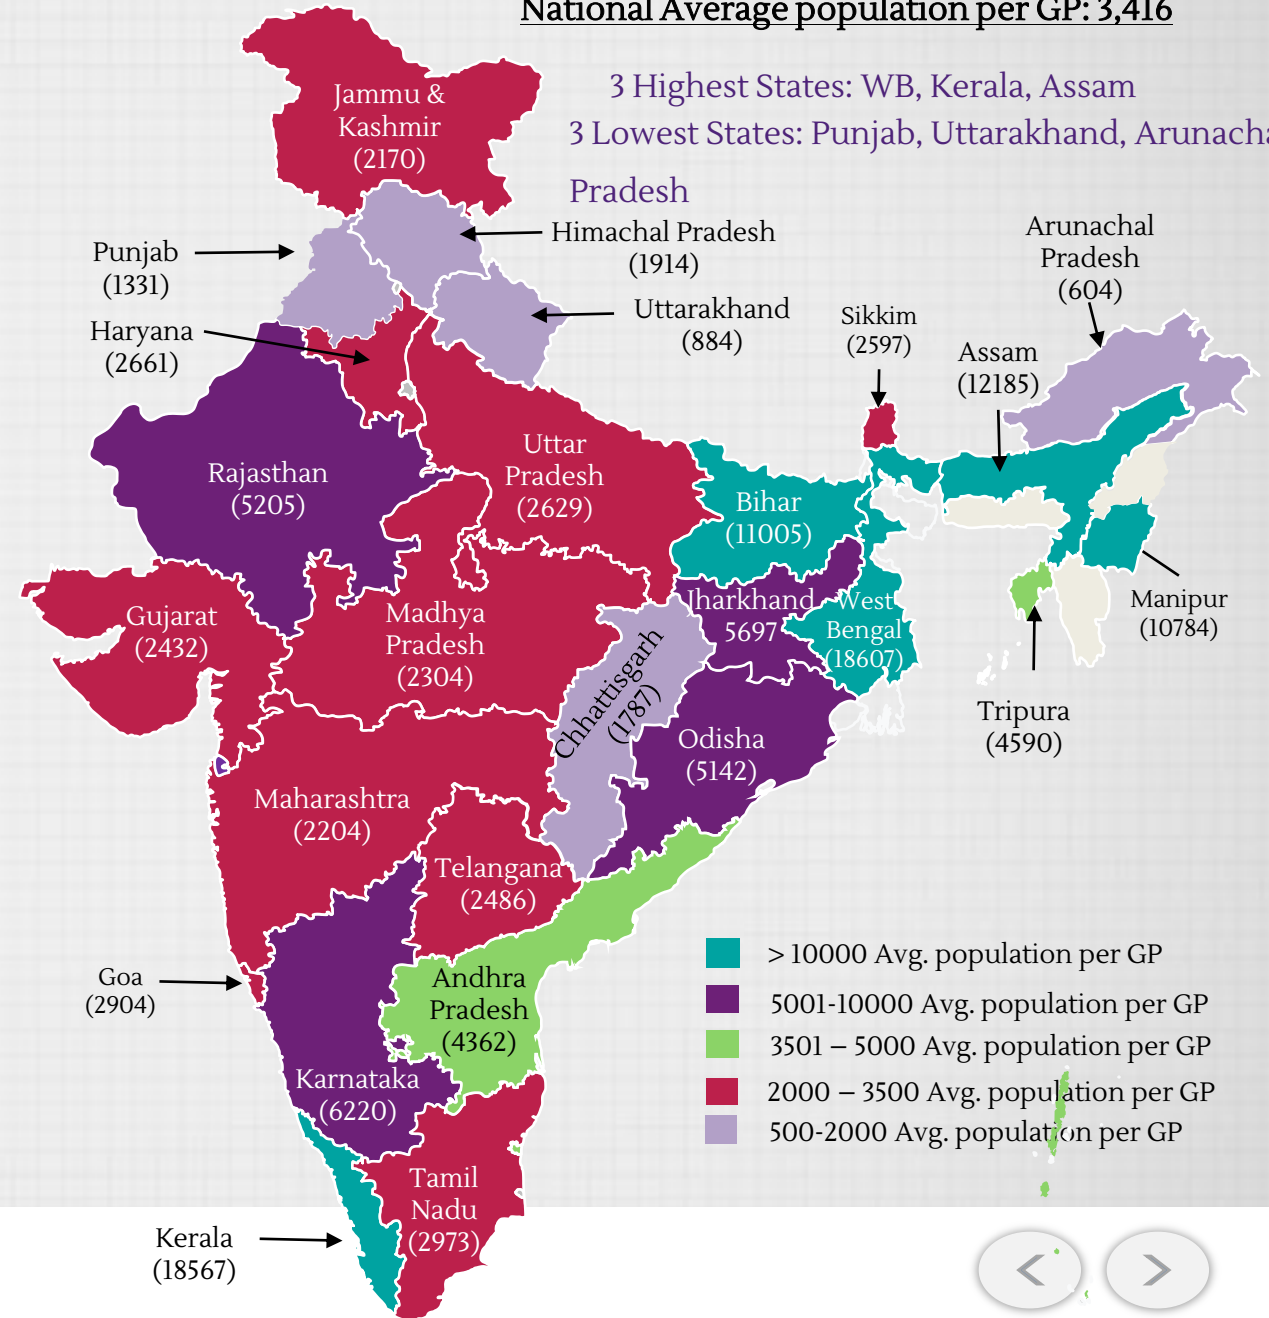 National Average population per GP: 3,416
3 Highest States: WB, Kerala, Assam
3 Lowest States: Punjab, Uttarakhand, Arunacha
Pradesh
Jammu &
Kashmir
(2170)
Himachal Pradesh
(1914)
Punjab
(1331)
Uttarakhand
(884)
Haryana
(2661)
Arunachal
Pradesh
(604)
Sikkim
(2597)
Assam
(12185)
Rajasthan
(5205)
Uttar
Pradesh
(2629)
Bihar
(11005)
Gujarat
(2432)
Madhya
Pradesh
(2304)
Jharkhand
5697
West
Bengal
(18607)
Manipur
(10784)
Tripura
(4590)
Chhattisgarh
(1787)
Odisha
(5142)
Maharashtra
(2204)
Telangana
(2486)
Goa
(2904)
Andhra
Pradesh
(4362)
Karnataka
(6220)
Tamil
Nadu
(2973)
Kerala
(18567)
> 10000 Avg. population per GP
5001-10000 Avg. population per GP
3501 – 5000 Avg. population per GP
2000 – 3500 Avg. population per GP
500-2000 Avg. population per GP